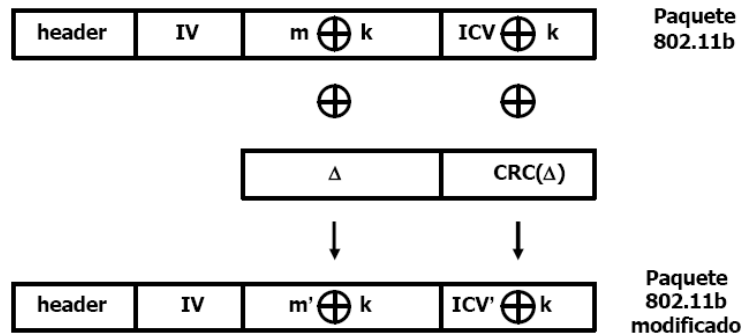 header IV m ⊕ k ICV ⊕ k
Paquete
802.11b
⊕ ⊕
Δ CRC(Δ)
header IV m' ⊕ k ICV' ⊕ k
Paquete
802.11b
modificado